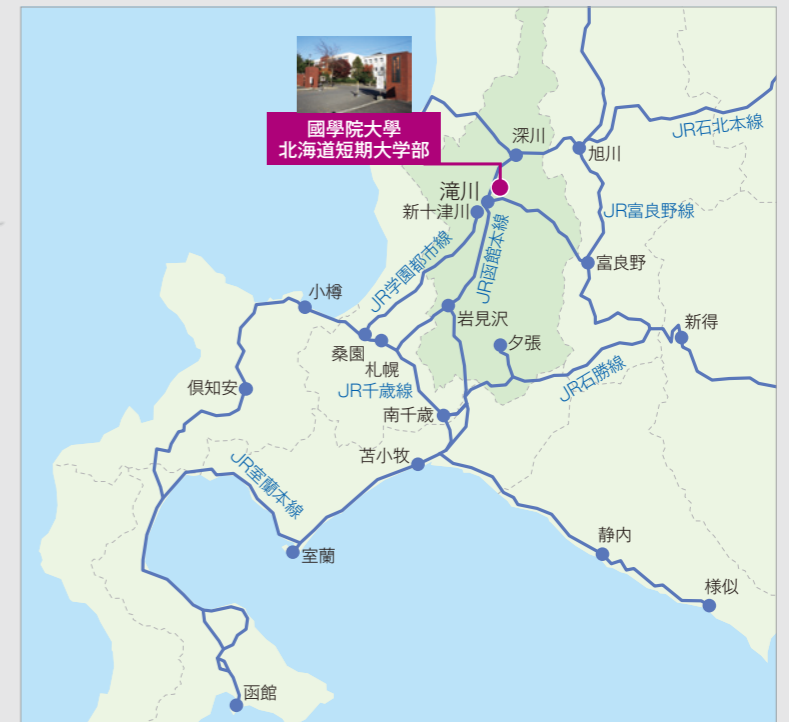 國學院大學
北海道短期大学部
深川
旭川
JR石北本線
滝川
新十津川
JR富良野線
JR学園都市線
JR函館本線
富良野
小樽
岩見沢
新得
桑園
札幌
夕張
倶知安
JR千歳線
JR石勝線
南千歳
苫小牧
JR室蘭本線
室蘭
静内
様似
函館